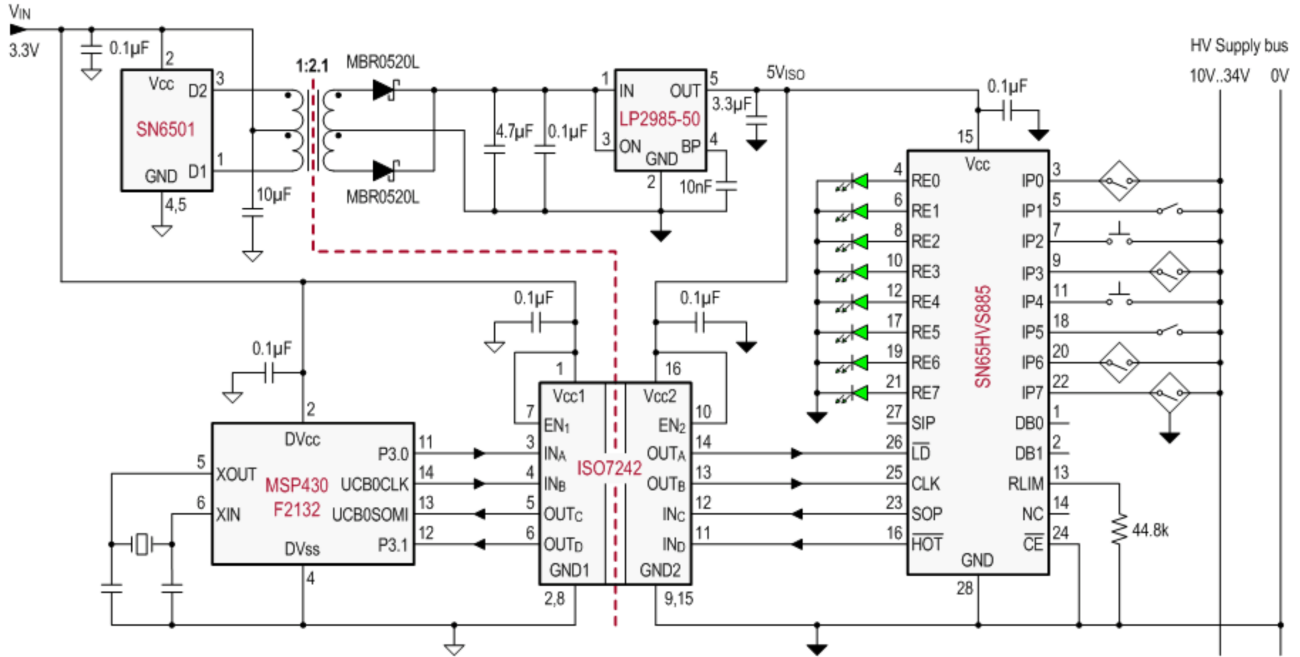 VIN
3.3V
0.1µF
2
Vcc
SN6501
D2
3
D1
1
GND
4,5
10µF
1:2.1
MBR0520L
MBR0520L
4.7µF
0.1µF
1
IN
OUT
5
LP2985-50
3
ON
BP
4
GND
2
10nF
3.3µF
5VISO
0.1µF
HV Supply bus
10V..34V
0V
15
Vcc
4
RE0
IP0
3
6
RE1
IP1
5
8
RE2
IP2
7
10
RE3
IP3
9
12
RE4
IP4
11
17
RE5
IP5
18
19
RE6
IP6
20
21
RE7
IP7
22
27
SIP
DB0
1
26
LD
DB1
2
25
CLK
RLIM
13
23
SOP
NC
14
16
HOT
CE
24
GND
28
SN65HVS885
44.8k
0.1µF
0.1µF
0.1µF
1
16
Vcc1
Vcc2
7
EN1
EN2
10
3
INA
OUTA
14
ISO7242
4
INB
OUTB
13
5
OUTC
INC
12
6
OUTD
IND
11
GND1
GND2
2,8
9,15
2
DVcc
5
XOUT
P3.0
11
MSP430
F2132
UCB0CLK
14
6
XIN
UCB0SOMI
13
P3.1
12
DVss
4